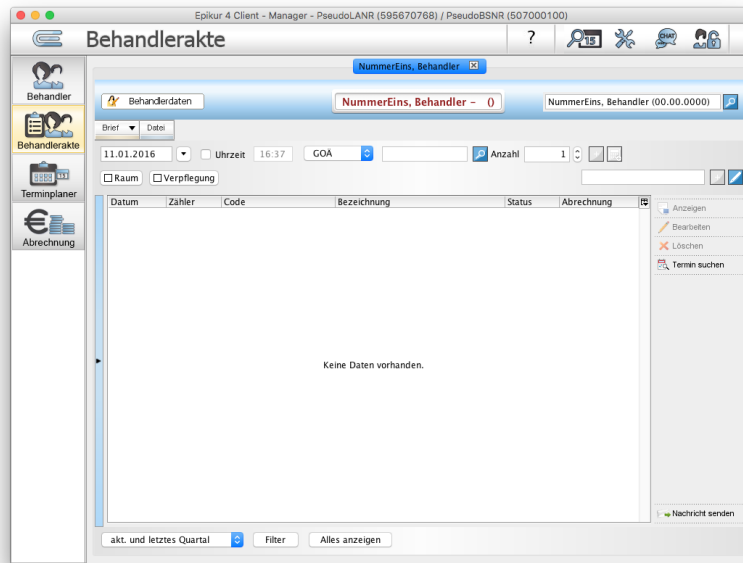 Epikur 4 Client - Manager - PseudoLANR (595670768) / PseudoBSNR (507000100)
Behandlerakte
?
15
CHAT
Behandler
Behandlerakte
Terminplaner
Abrechnung
NummerEins, Behandler
Behandlerdaten
NummerEins, Behandler - ()
NummerEins, Behandler (00.00.0000)
Brief Datei
11.01.2016 Uhrzeit 16:37 GOÄ Anzahl 1
Raum Verpflegung
Datum Zähler Code Bezeichnung Status Abrechnung
Anzeigen
Bearbeiten
Löschen
Termin suchen
Keine Daten vorhanden.
Nachricht senden
akt. und letztes Quartal Filter Alles anzeigen